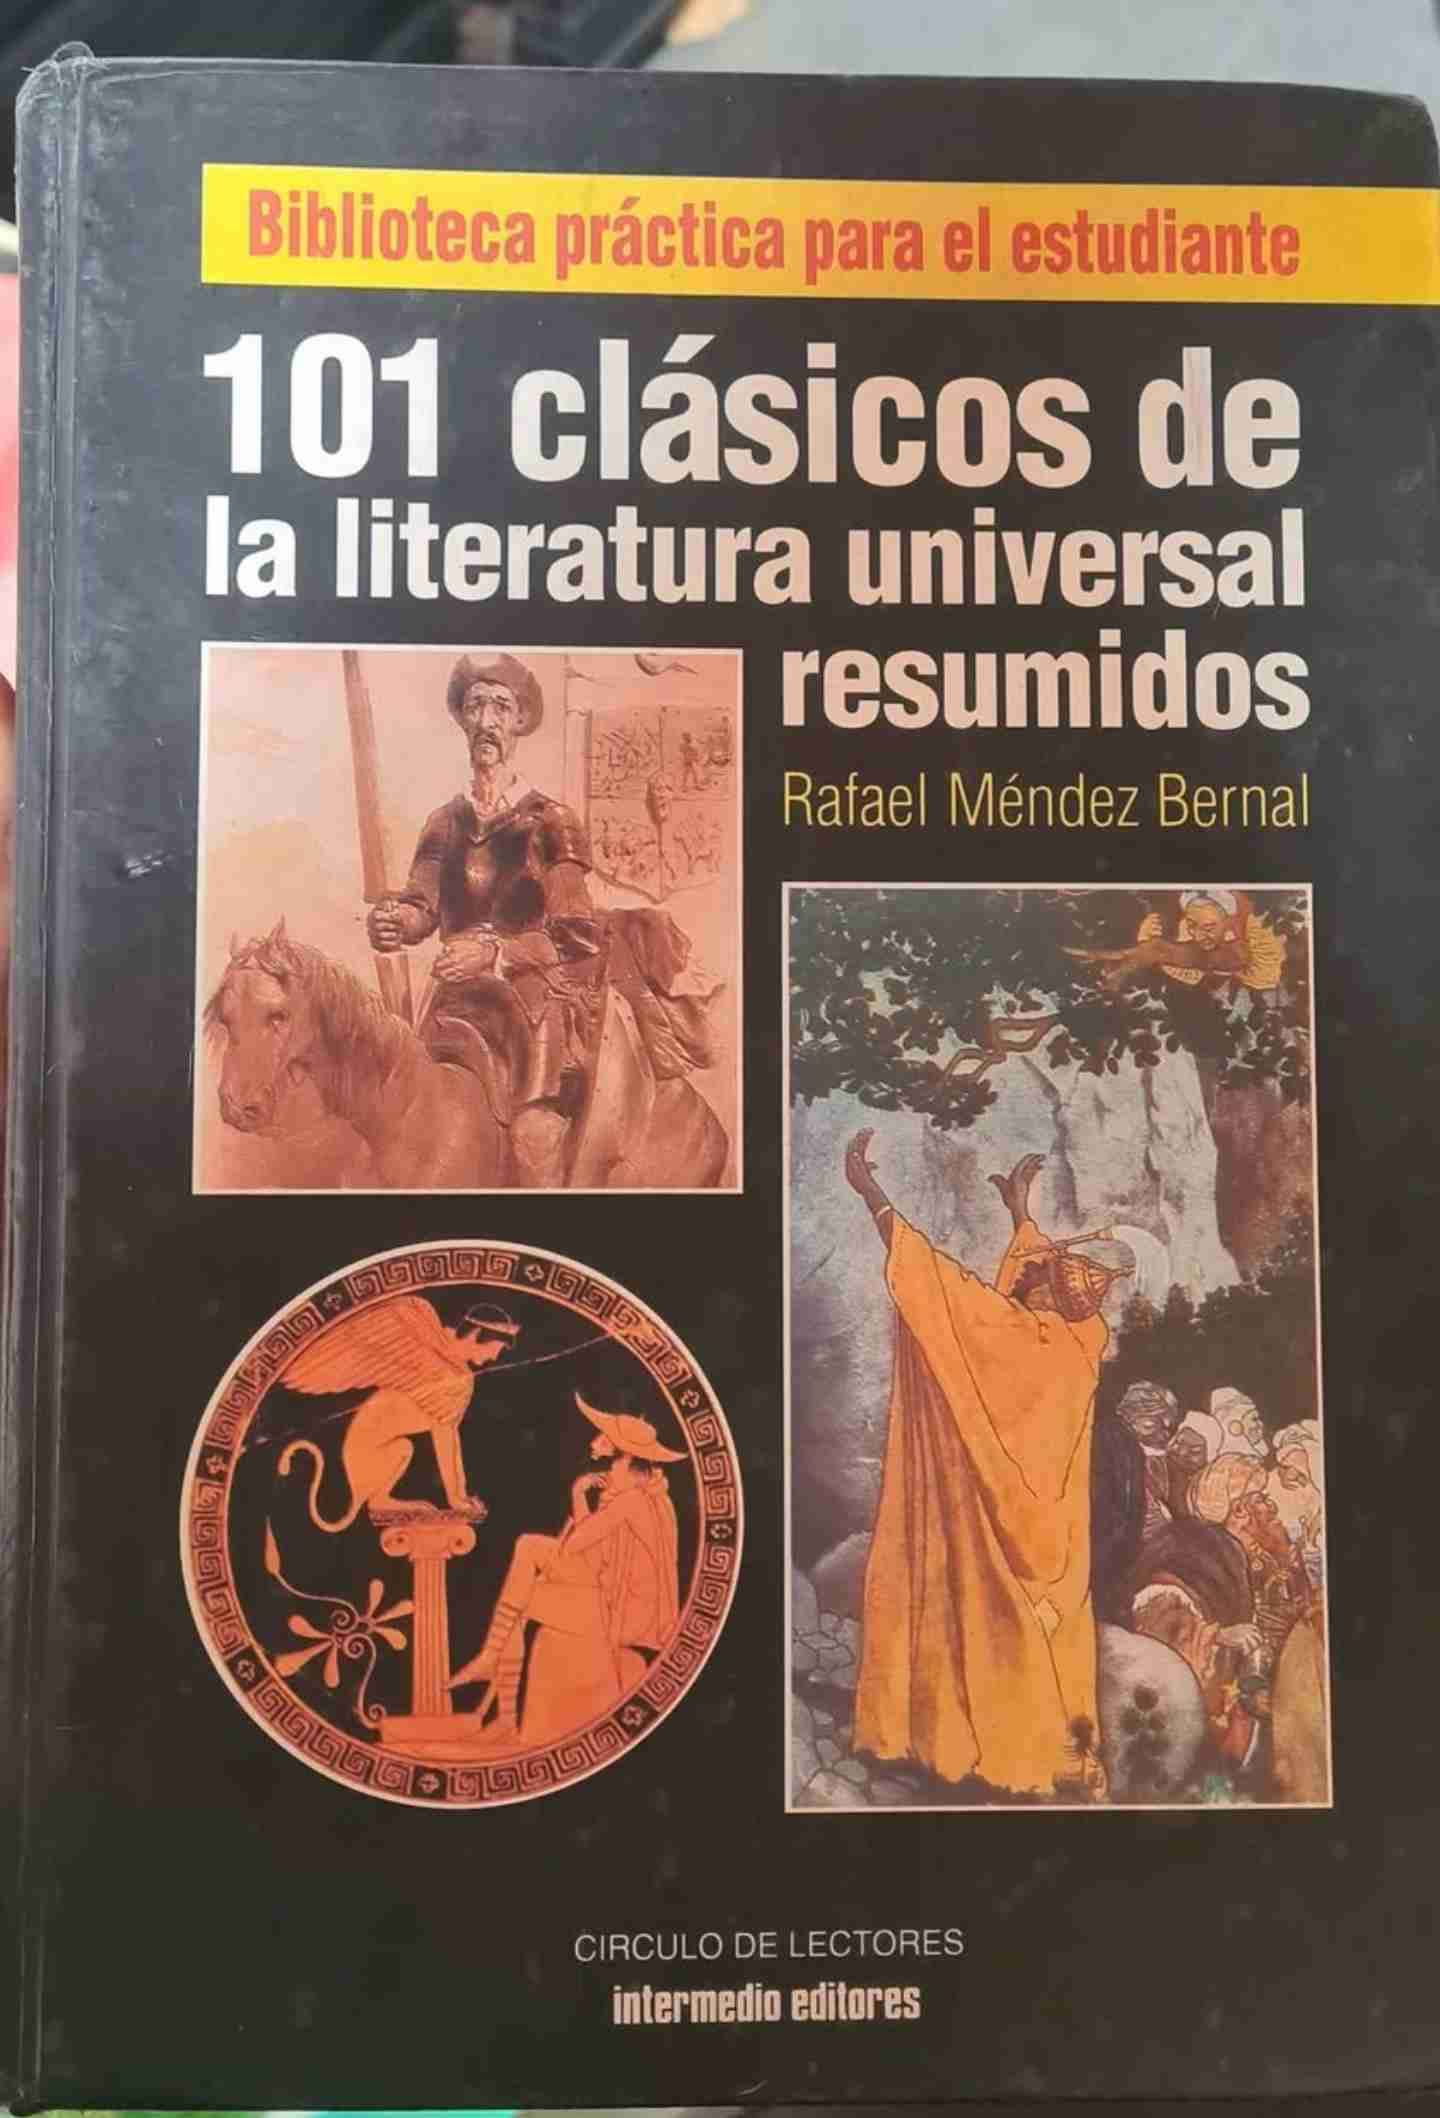 Biblioteca práctica para el estudiante
101 clásicos de
la literatura universal
resumidos
Rafael Méndez Bernal
CIRCULO DE LECTORES
intermedio editores